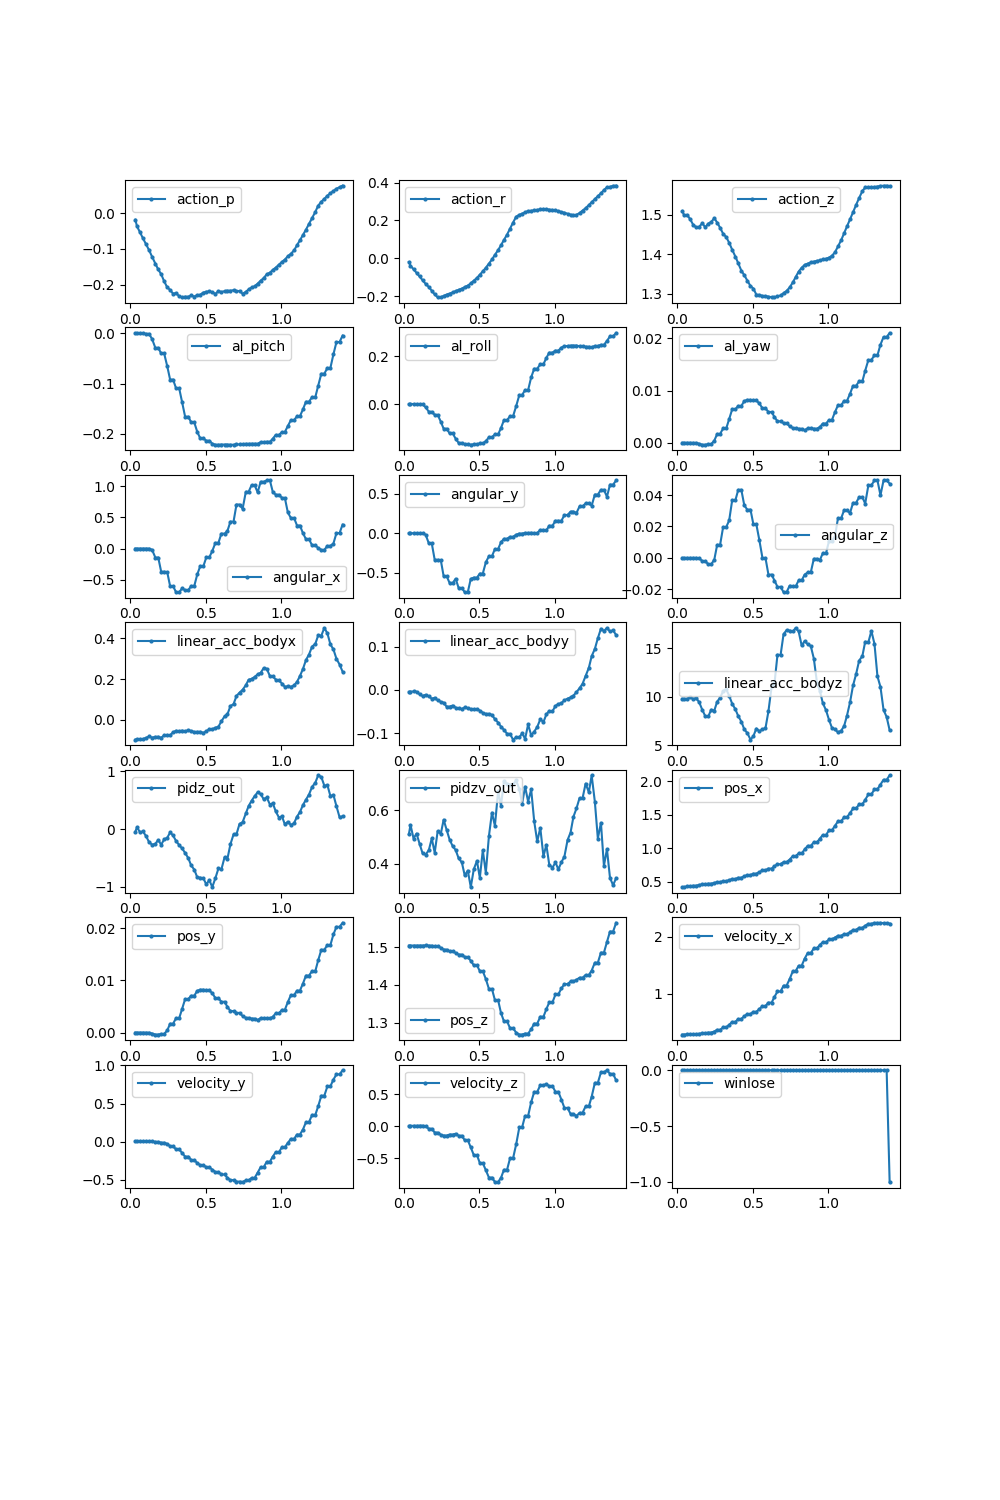 action_p
0.0
−0.1
−0.2
0.0 0.5 1.0
action_r
0.4
0.2
0.0
−0.2
0.0 0.5 1.0
action_z
1.5
1.4
1.3
0.0 0.5 1.0
al_pitch
0.0
−0.1
−0.2
0.0 0.5 1.0
al_roll
0.2
0.0
0.0 0.5 1.0
al_yaw
0.02
0.01
0.00
0.0 0.5 1.0
angular_x
1.0
0.5
0.0
−0.5
0.0 0.5 1.0
angular_y
0.5
0.0
−0.5
0.0 0.5 1.0
angular_z
0.04
0.02
0.00
−0.02
0.0 0.5 1.0
linear_acc_bodyx
0.4
0.2
0.0
0.0 0.5 1.0
linear_acc_bodyy
0.1
0.0
−0.1
0.0 0.5 1.0
linear_acc_bodyz
15
10
5
0.0 0.5 1.0
pidz_out
1
0
−1
0.0 0.5 1.0
pidzv_out
0.6
0.4
0.0 0.5 1.0
pos_x
2.0
1.5
1.0
0.5
0.0 0.5 1.0
pos_y
0.02
0.01
0.00
0.0 0.5 1.0
pos_z
1.5
1.4
1.3
0.0 0.5 1.0
velocity_x
2
1
0.0 0.5 1.0
velocity_y
1.0
0.5
0.0
−0.5
0.0 0.5 1.0
velocity_z
0.5
0.0
−0.5
0.0 0.5 1.0
winlose
0.0
−0.5
−1.0
0.0 0.5 1.0